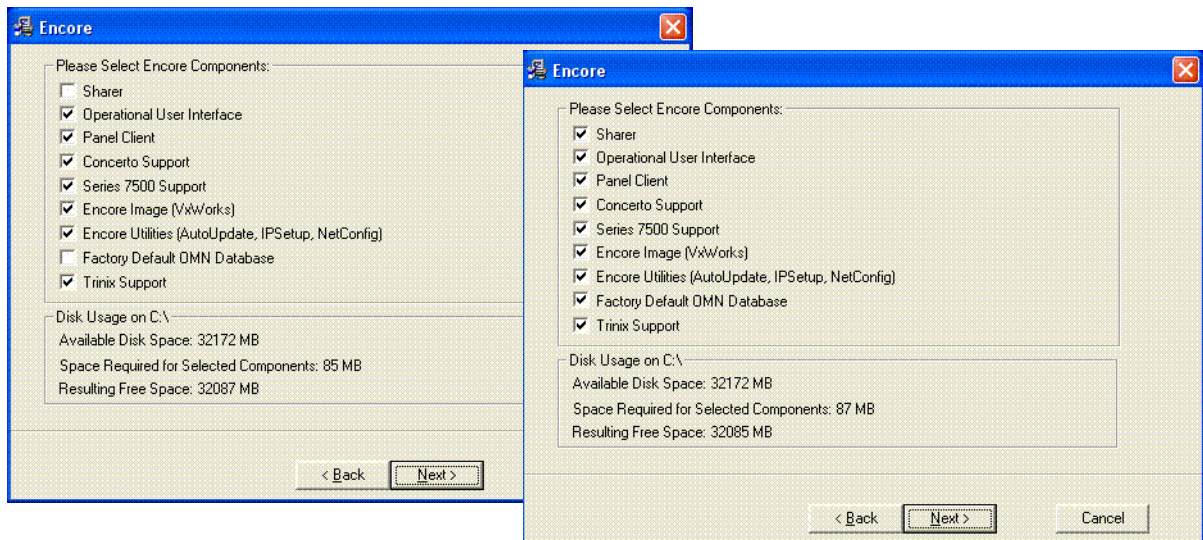 Encore
Please Select Encore Components:
Sharer
Operational User Interface
Panel Client
Concerto Support
Series 7500 Support
Encore Image (VxWorks)
Encore Utilities (AutoUpdate, IPSetup, NetConfig)
Factory Default OMN Database
Trinix Support
Disk Usage on C:\
Available Disk Space: 32172 MB
Space Required for Selected Components: 85 MB
Resulting Free Space: 32087 MB
< Back
Next >
Encore
Please Select Encore Components:
Sharer
Operational User Interface
Panel Client
Concerto Support
Series 7500 Support
Encore Image (VxWorks)
Encore Utilities (AutoUpdate, IPSetup, NetConfig)
Factory Default OMN Database
Trinix Support
Disk Usage on C:\
Available Disk Space: 32172 MB
Space Required for Selected Components: 87 MB
Resulting Free Space: 32085 MB
< Back
Next >
Cancel